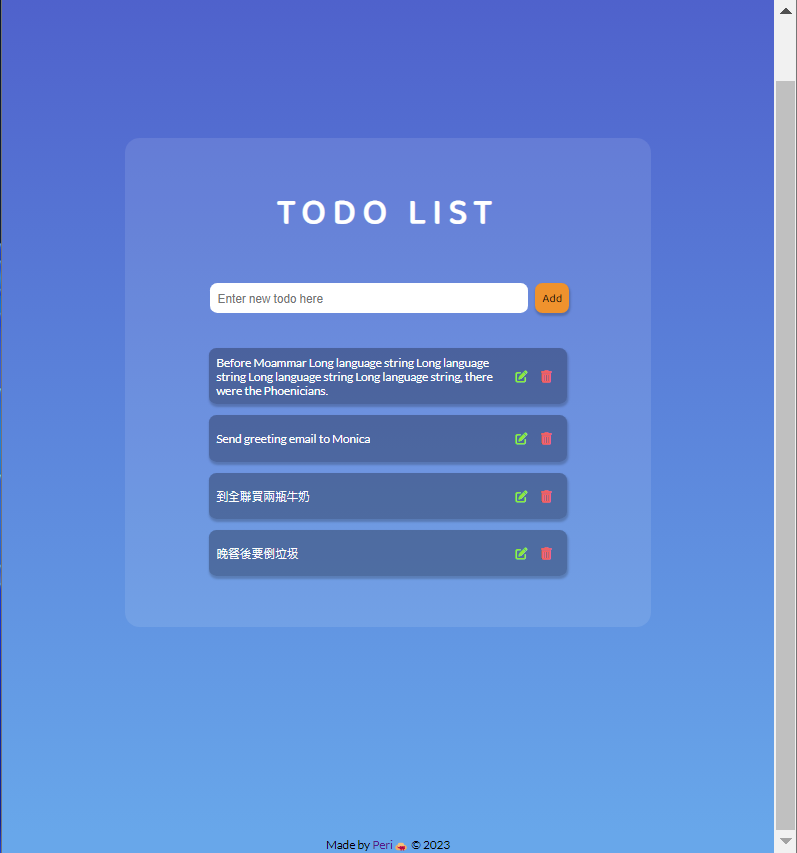 TODO LIST
Enter new todo here
Add
Before Moammar Long language string Long language
string Long language string Long language string, there
were the Phoenicians.
Send greeting email to Monica
到全聯買兩瓶牛奶
晚餐後要倒垃圾
Made by Peri © 2023